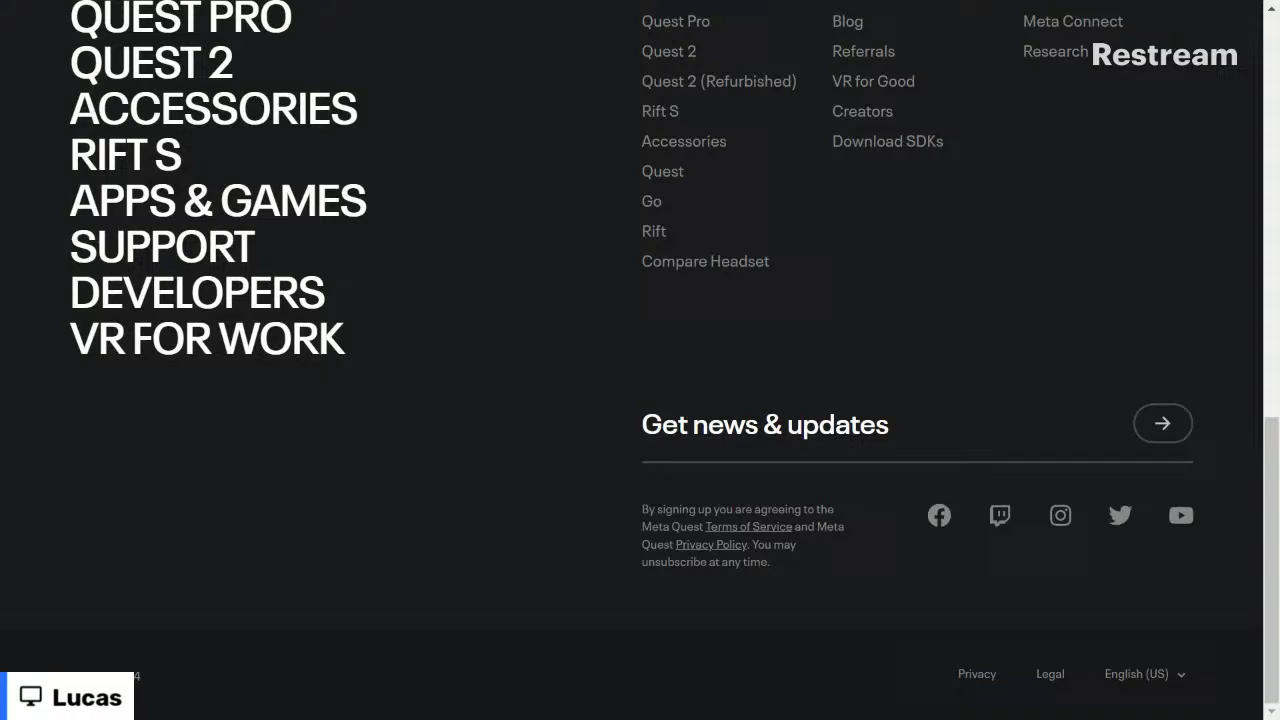 QUEST PRO
QUEST 2
ACCESSORIES
RIFT S
APPS & GAMES
SUPPORT
DEVELOPERS
VR FOR WORK
Quest Pro
Quest 2
Quest 2 (Refurbished)
Rift S
Accessories
Quest
Go
Rift
Compare Headset
Blog
Referrals
VR for Good
Creators
Download SDKs
Meta Connect
Research
Restream
Get news & updates
By signing up you are agreeing to the
Meta Quest Terms of Service and Meta
Quest Privacy Policy. You may
unsubscribe at any time.
4
Lucas
Privacy
Legal
English (US)